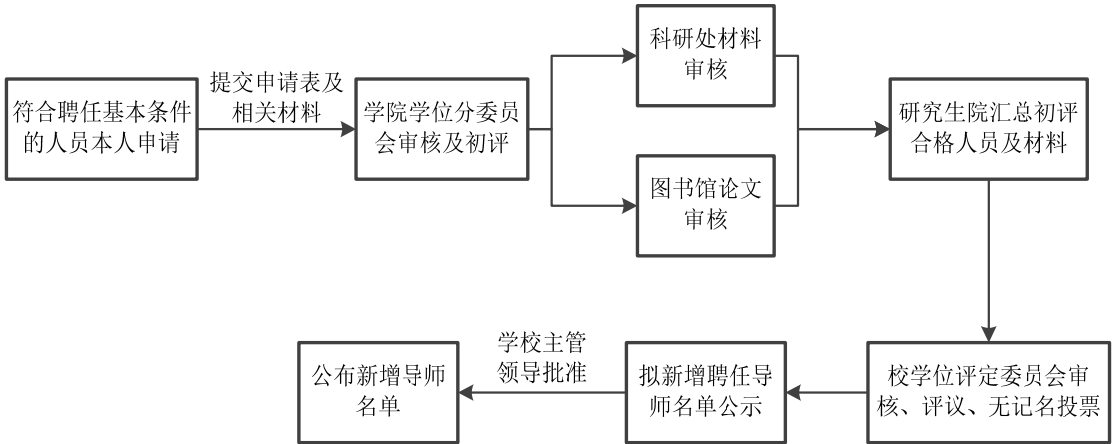 符合聘任基本条件
的人员本人申请
提交申请表及
相关材料
学院学位分委员
会审核及初评
科研处材料
审核
图书馆论文
审核
研究生院汇总初评
合格人员及材料
校学位评定委员会审
核、评议、无记名投票
拟新增聘任导
师名单公示
学校主管
领导批准
公布新增导师
名单